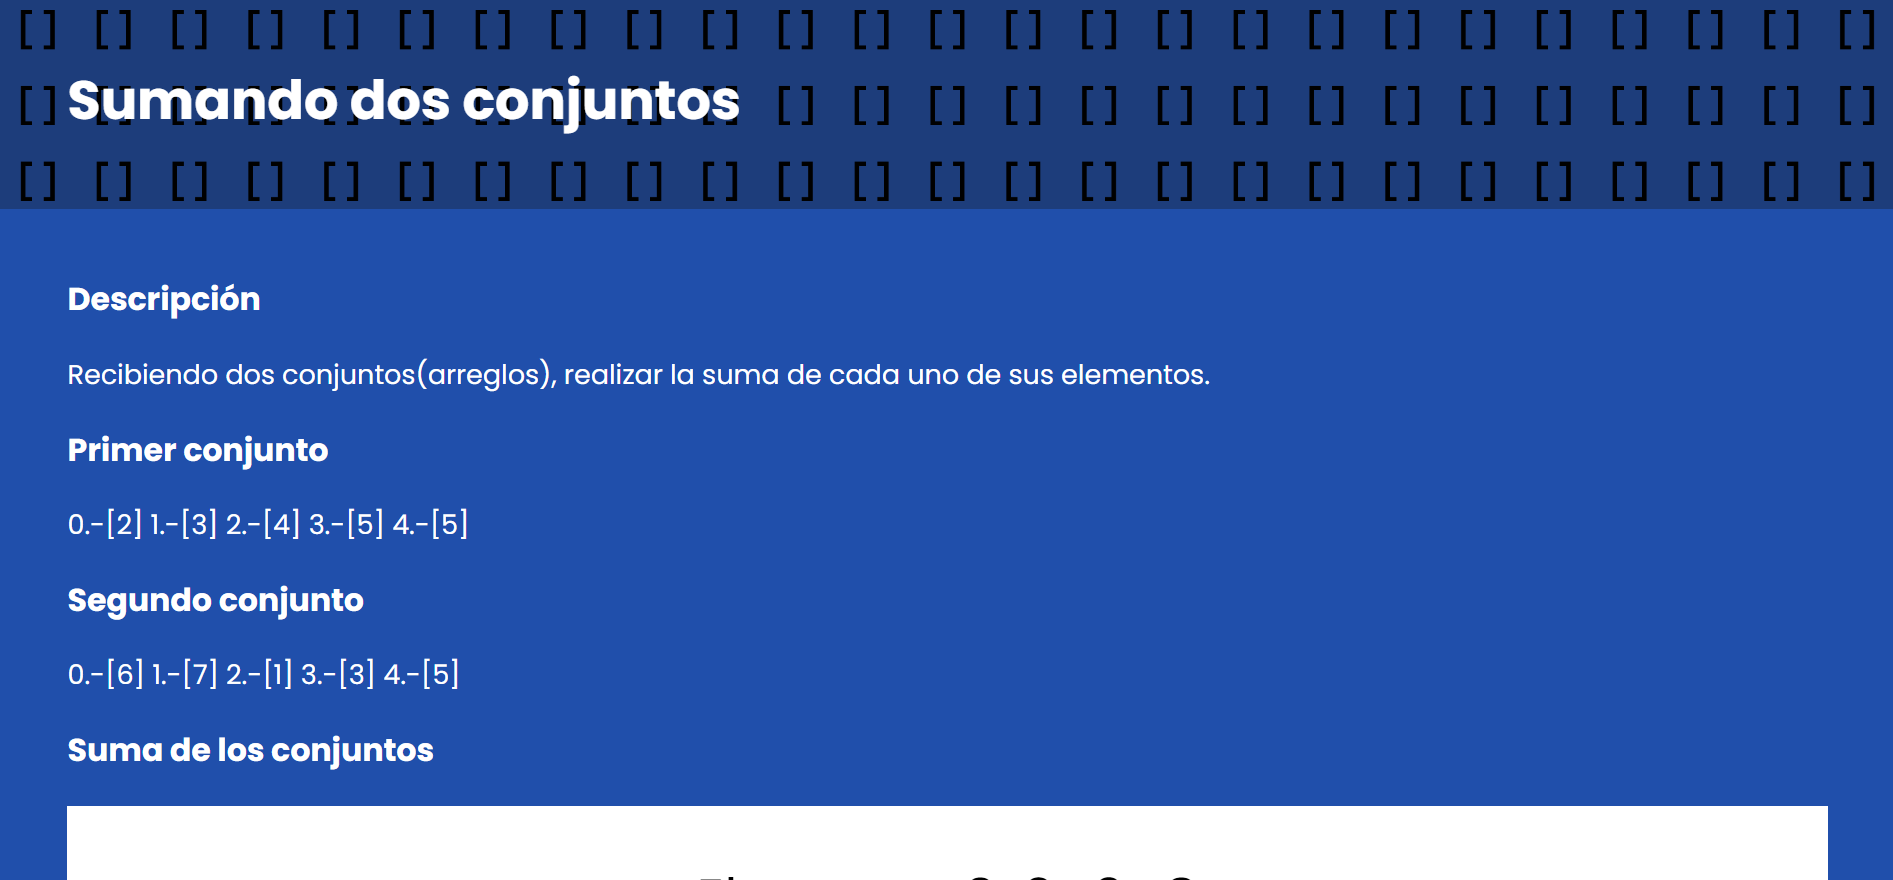 [] [] [] [] [] [] [] [] [] [] [] [] [] [] [] [] [] [] [] [] [] [] [] [] []
Sumando dos conjuntos
[] [] [] [] [] [] [] [] [] [] [] [] [] [] [] [] [] [] [] [] [] [] [] [] []
Descripción
Recibiendo dos conjuntos(arreglos), realizar la suma de cada uno de sus elementos.
Primer conjunto
0.-[2] 1.-[3] 2.-[4] 3.-[5] 4.-[5]
Segundo conjunto
0.-[6] 1.-[7] 2.-[1] 3.-[3] 4.-[5]
Suma de los conjuntos